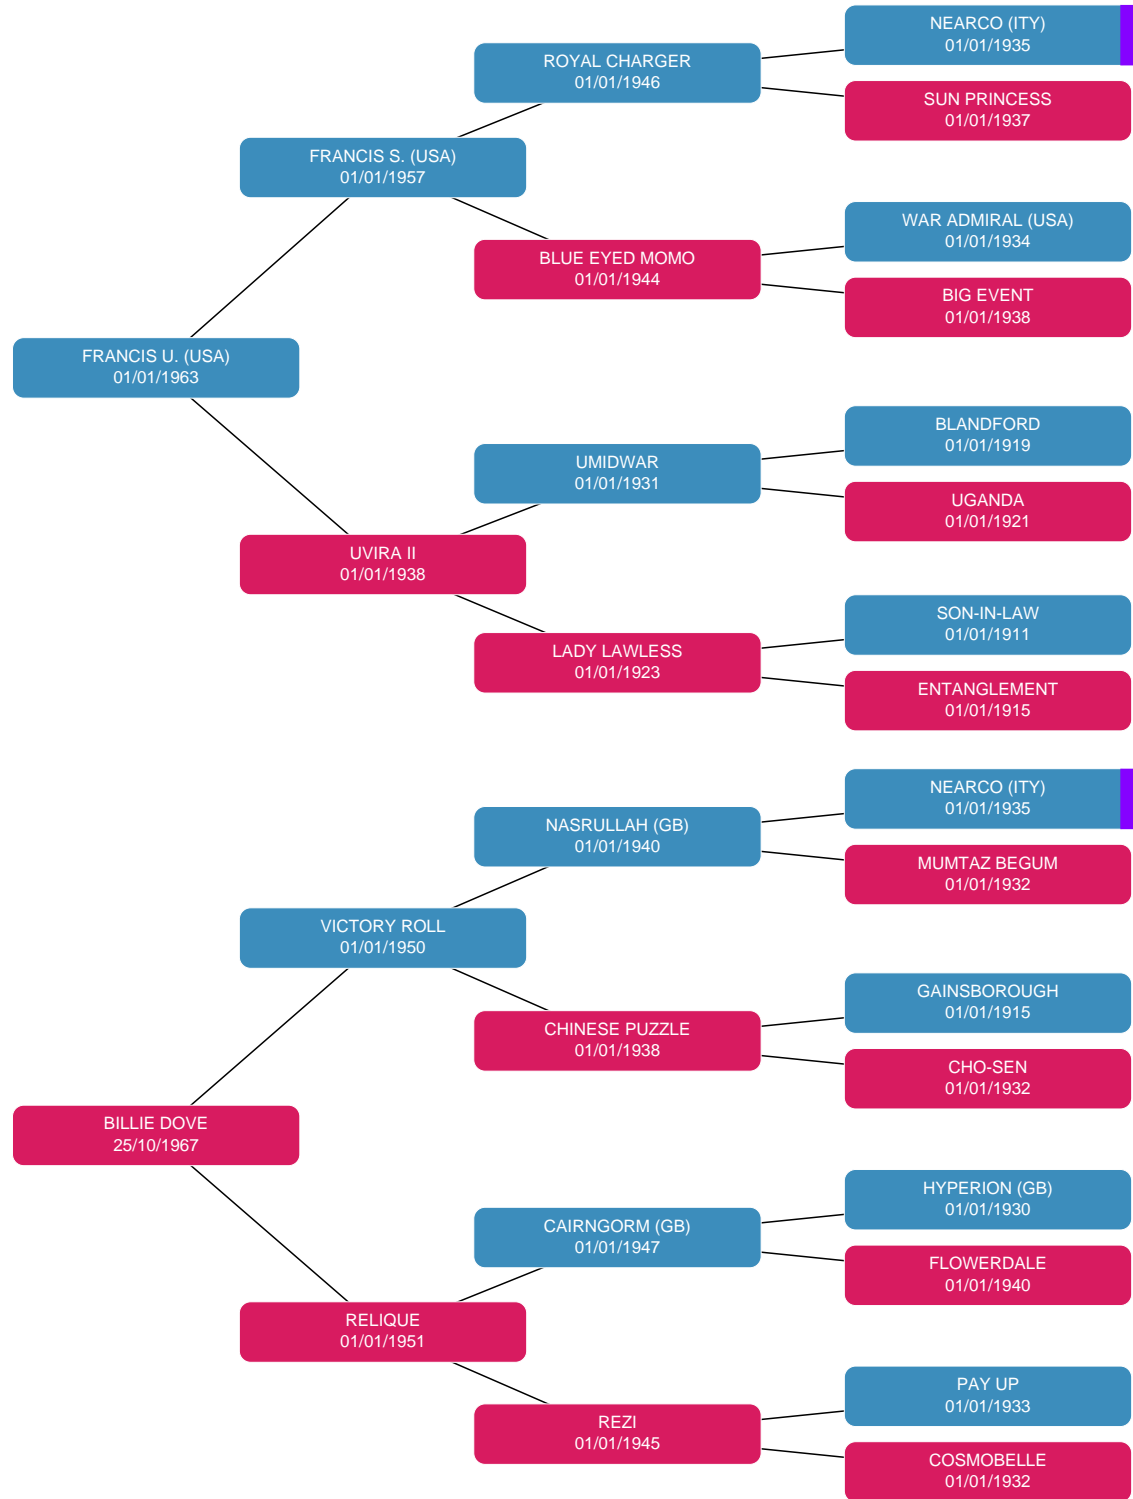 NEARCO (ITY)
01/01/1935
ROYAL CHARGER
01/01/1946
SUN PRINCESS
01/01/1937
FRANCIS S. (USA)
01/01/1957
WAR ADMIRAL (USA)
01/01/1934
BLUE EYED MOMO
01/01/1944
BIG EVENT
01/01/1938
FRANCIS U. (USA)
01/01/1963
BLANDFORD
01/01/1919
UMIDWAR
01/01/1931
UGANDA
01/01/1921
UVIRA II
01/01/1938
SON-IN-LAW
01/01/1911
LADY LAWLESS
01/01/1923
ENTANGLEMENT
01/01/1915
NEARCO (ITY)
01/01/1935
NASRULLAH (GB)
01/01/1940
MUMTAZ BEGUM
01/01/1932
VICTORY ROLL
01/01/1950
GAINSBOROUGH
01/01/1915
CHINESE PUZZLE
01/01/1938
CHO-SEN
01/01/1932
BILLIE DOVE
25/10/1967
HYPERION (GB)
01/01/1930
CAIRNGORM (GB)
01/01/1947
FLOWERDALE
01/01/1940
RELIQUE
01/01/1951
PAY UP
01/01/1933
REZI
01/01/1945
COSMOBELLE
01/01/1932